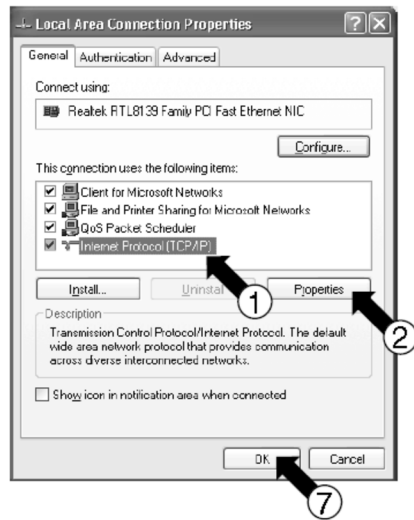 Local Area Connection Properties
General Authentication Advanced
Connect using:
Realtek RTL8139 Family PCI Fast Ethernet NIC
Configure...
This connection uses the following items:
Client for Microsoft Networks
File and Printer Sharing for Microsoft Networks
QoS Packet Scheduler
Internet Protocol (TCP/IP)
1
Install... Uninstal Properties
2
Description
Transmission Control Protocol/Internet Protocol. The default
wide area network protocol that provides communication
across diverse interconnected networks.
Show icon in notification area when connected
OK Cancel
7